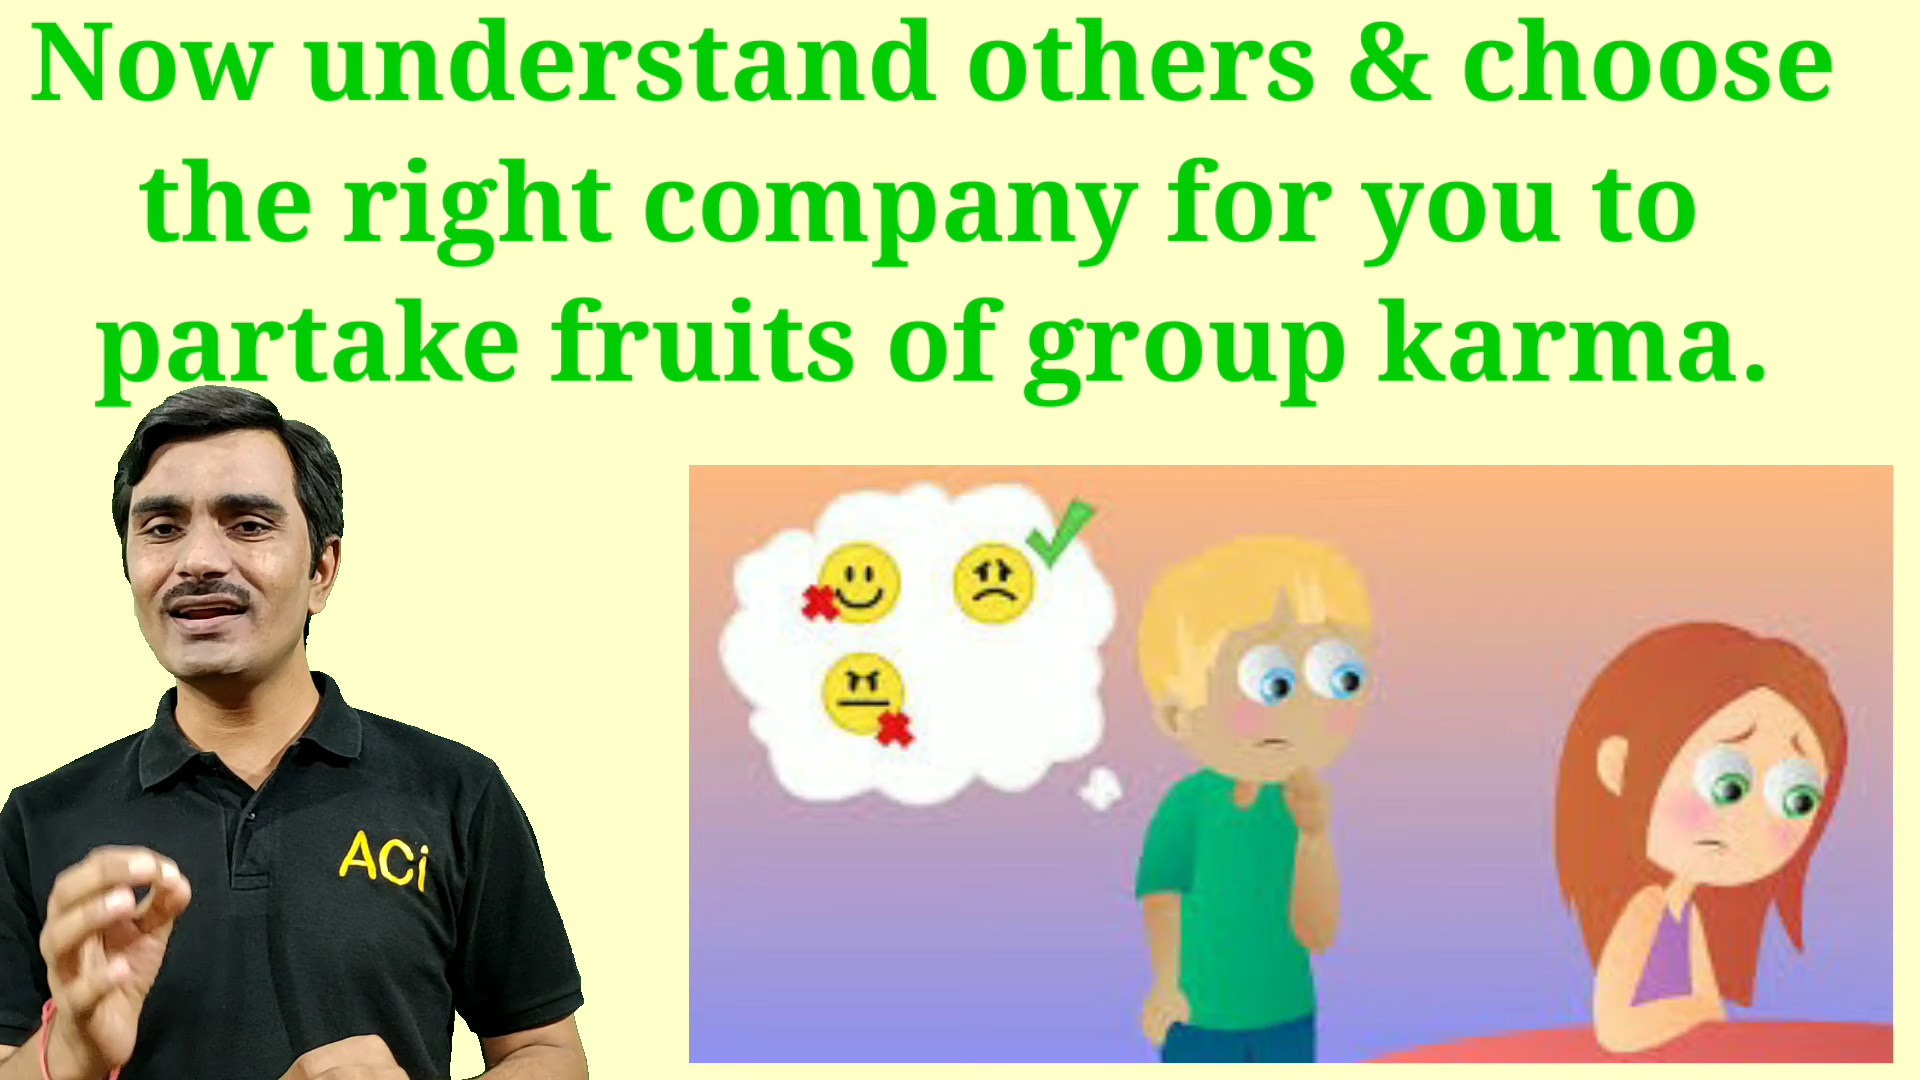 Now understand others & choose
the right company for you to
partake fruits of group karma.
ACi